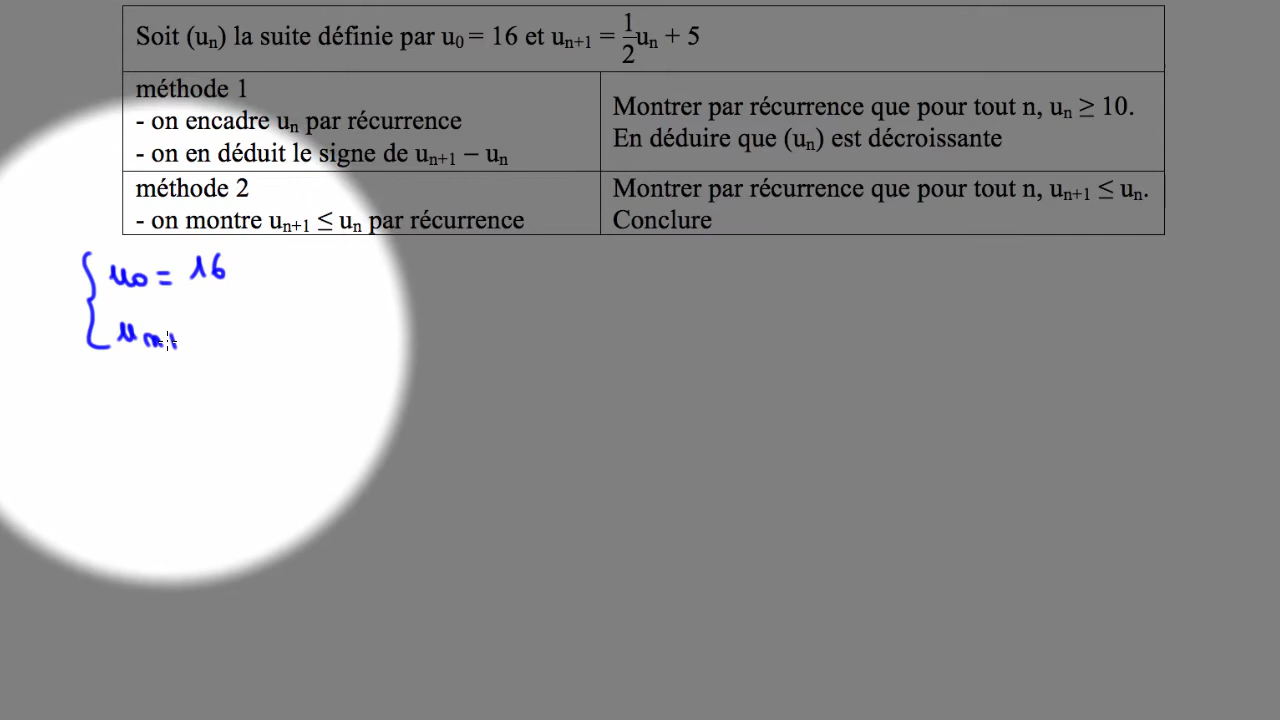 Soit (uₙ) la suite définie par u₀ = 16 et uₙ₊₁ = 1/2 uₙ + 5
méthode 1
- on encadre uₙ par récurrence
- on en déduit le signe de uₙ₊₁ − uₙ
Montrer par récurrence que pour tout n, uₙ ≥ 10.
En déduire que (uₙ) est décroissante
méthode 2
- on montre uₙ₊₁ ≤ uₙ par récurrence
Montrer par récurrence que pour tout n, uₙ₊₁ ≤ uₙ.
Conclure
u₀ = 16